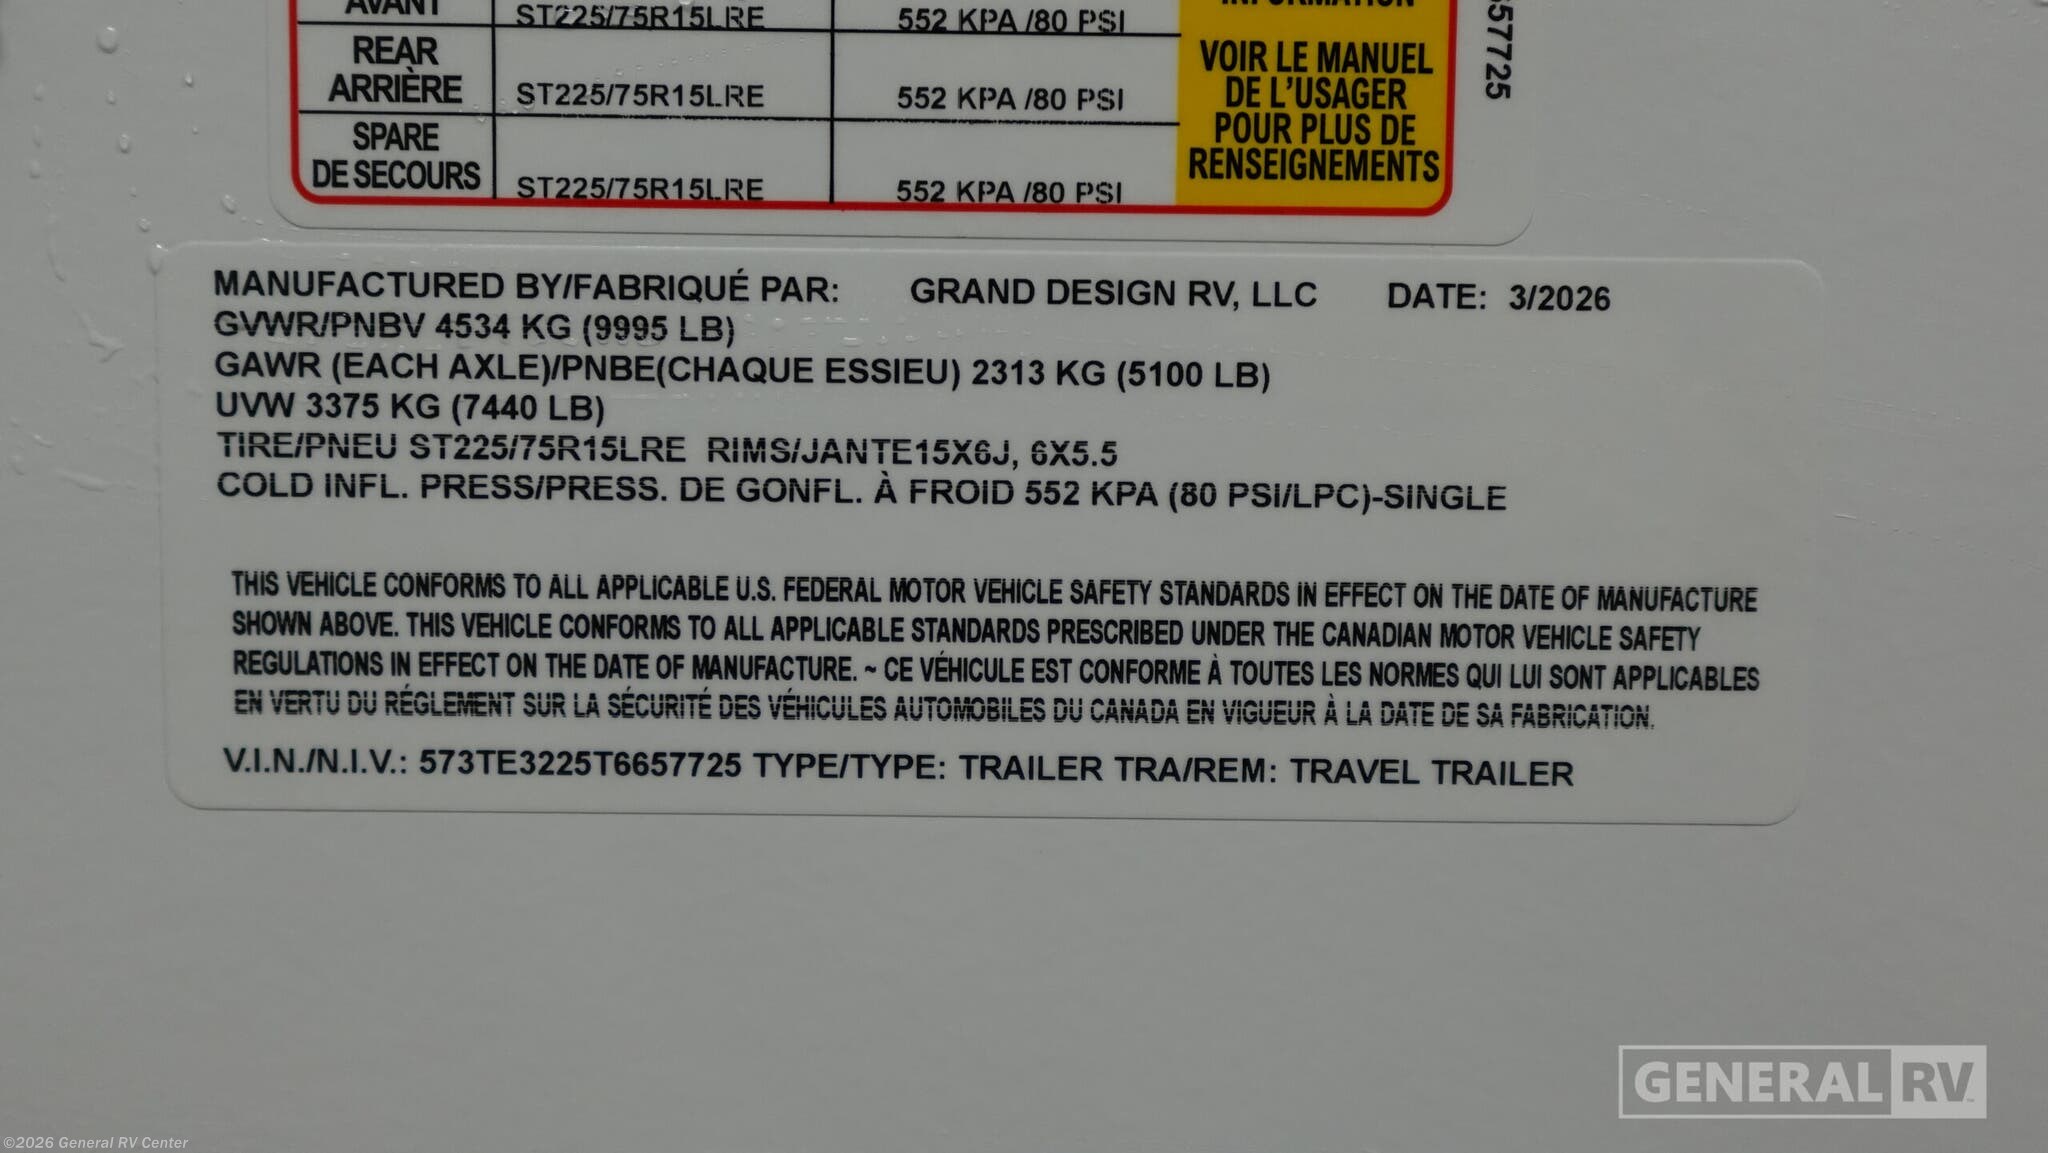 AVANT ST225/75R15LRE 552 KPA /80 PSI
INFORMATION
REAR
ARRIÈRE ST225/75R15LRE 552 KPA /80 PSI
SPARE
DE SECOURS ST225/75R15LRE 552 KPA /80 PSI
VOIR LE MANUEL
DE L'USAGER
POUR PLUS DE
RENSEIGNEMENTS
657725
MANUFACTURED BY/FABRIQUÉ PAR: GRAND DESIGN RV, LLC DATE: 3/2026
GVWR/PNBV 4534 KG (9995 LB)
GAWR (EACH AXLE)/PNBE(CHAQUE ESSIEU) 2313 KG (5100 LB)
UVW 3375 KG (7440 LB)
TIRE/PNEU ST225/75R15LRE RIMS/JANTE15X6J, 6X5.5
COLD INFL. PRESS/PRESS. DE GONFL. À FROID 552 KPA (80 PSI/LPC)-SINGLE
THIS VEHICLE CONFORMS TO ALL APPLICABLE U.S. FEDERAL MOTOR VEHICLE SAFETY STANDARDS IN EFFECT ON THE DATE OF MANUFACTURE
SHOWN ABOVE. THIS VEHICLE CONFORMS TO ALL APPLICABLE STANDARDS PRESCRIBED UNDER THE CANADIAN MOTOR VEHICLE SAFETY
REGULATIONS IN EFFECT ON THE DATE OF MANUFACTURE. ~ CE VÉHICULE EST CONFORME À TOUTES LES NORMES QUI LUI SONT APPLICABLES
EN VERTU DU RÉGLEMENT SUR LA SÉCURITÉ DES VÉHICULES AUTOMOBILES DU CANADA EN VIGUEUR À LA DATE DE SA FABRICATION.
V.I.N./N.I.V.: 573TE3225T6657725 TYPE/TYPE: TRAILER TRA/REM: TRAVEL TRAILER
GENERAL RV
©2026 General RV Center